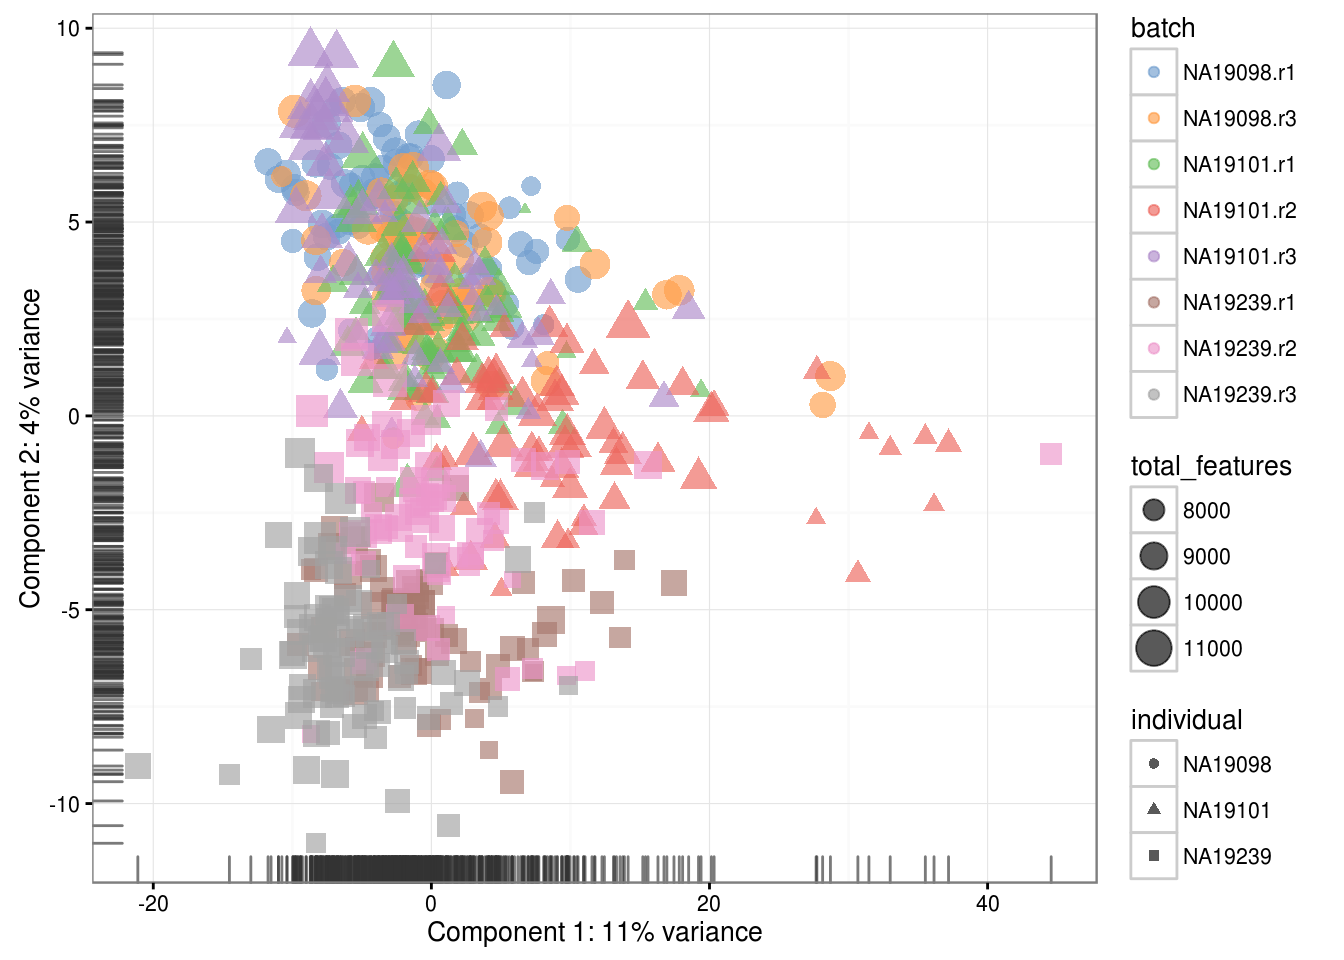 10
5
0
-5
-10
-20
0
20
40
Component 2: 4% variance
Component 1: 11% variance
batch
NA19098.r1
NA19098.r3
NA19101.r1
NA19101.r2
NA19101.r3
NA19239.r1
NA19239.r2
NA19239.r3
total_features
8000
9000
10000
11000
individual
NA19098
NA19101
NA19239